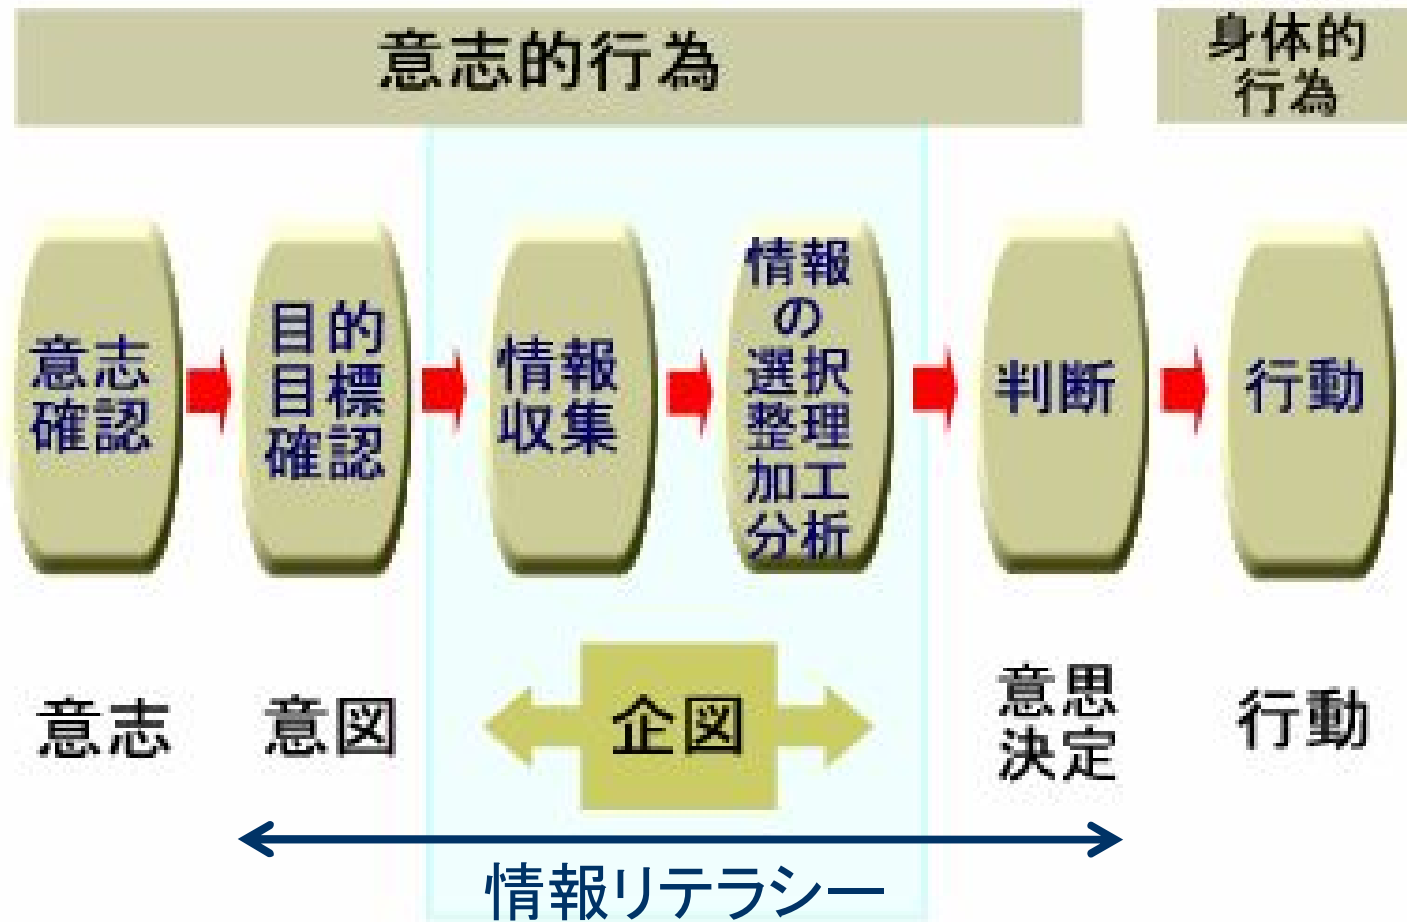 意志的行為
身体的
行為
意志
確認
目的
目標
確認
情報
収集
情報
の
選択
整理
加工
分析
判断
行動
意志
意図
企図
意思
決定
行動
情報リテラシー